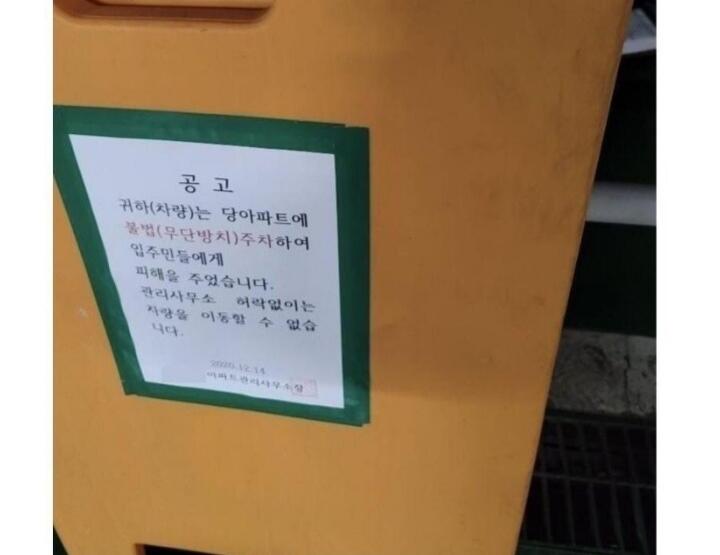 공 고
귀하(차량)는 당아파트에
불법(무단방치)주차하여
입주민들에게
피해를 주었습니다.
관리사무소 허락없이는
차량을 이동할 수 없습
니다.
2020.12.14
아파트관리사무소장